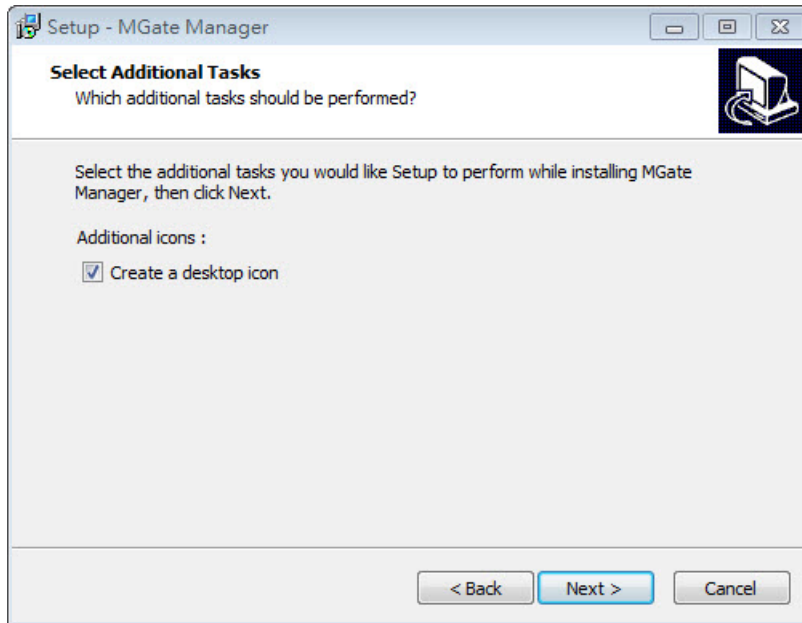 Setup - MGate Manager
Select Additional Tasks
Which additional tasks should be performed?
Select the additional tasks you would like Setup to perform while installing MGate
Manager, then click Next.
Additional icons :
Create a desktop icon
< Back
Next >
Cancel